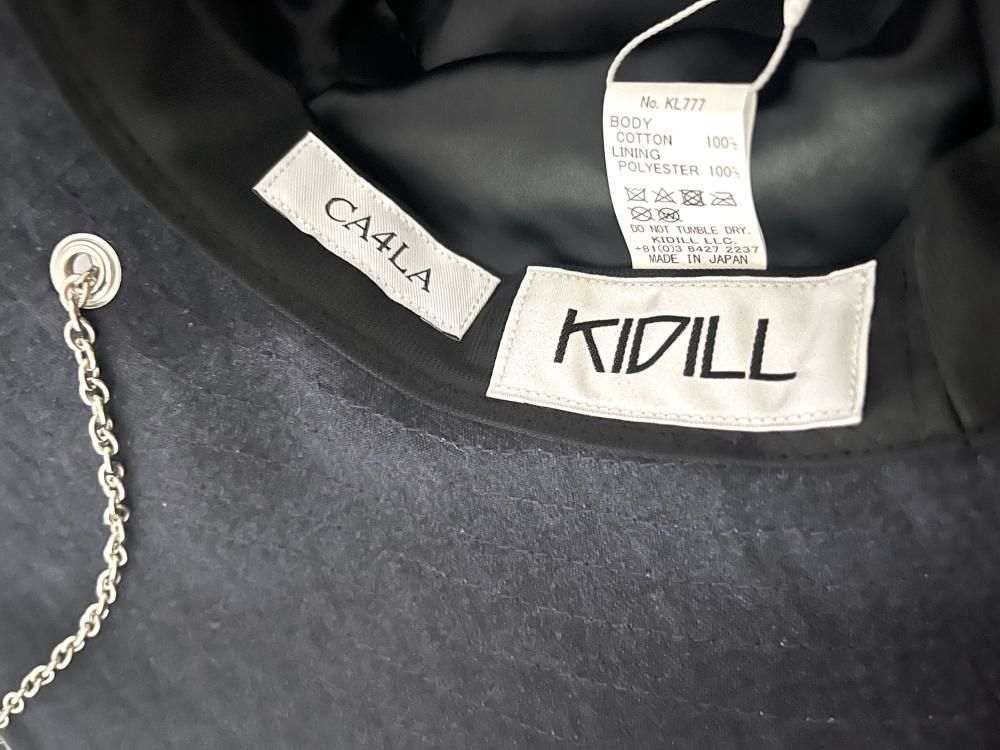 No. KL777
BODY
COTTON 100%
LINING
POLYESTER 100%
DO NOT TUMBLE DRY.
KIDILL LLC.
+81(0)3 6427 2237
MADE IN JAPAN
CA4LA
KIDILL